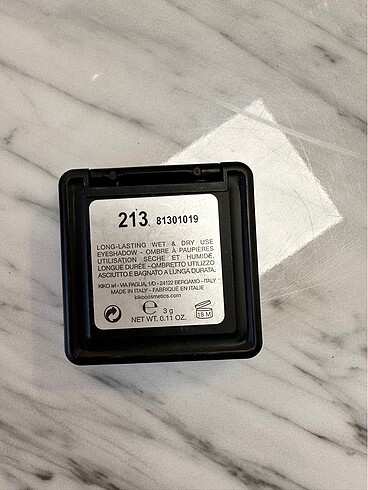 213 81301019
LONG-LASTING WET & DRY USE
EYESHADOW - OMBRE À PAUPIÈRES
UTILISATION SÈCHE ET HUMIDE,
LONGUE DURÉE - OMBRETTO UTILIZZO
ASCIUTTO E BAGNATO A LUNGA DURATA.
KIKO srl - VIA PAGLIA, 1/D - 24122 BERGAMO - ITALY
MADE IN ITALY - FABRIQUÉ EN ITALIE
kikocosmetics.com
e 3 g
NET WT. 0.11 OZ.
18 M